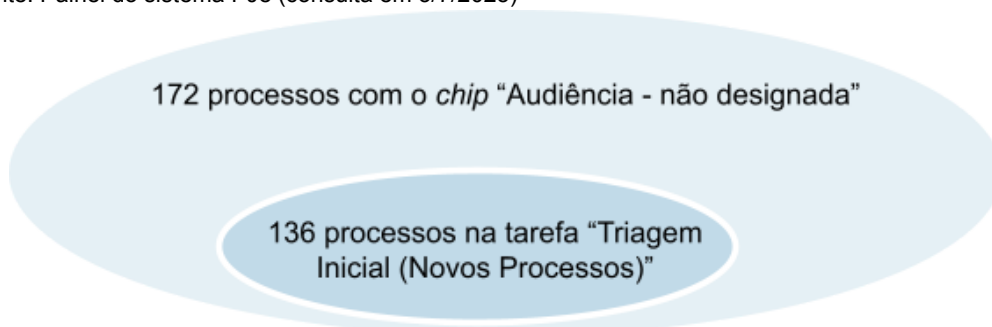 172 processos com o chip “Audiência - não designada”
136 processos na tarefa “Triagem
Inicial (Novos Processos)”